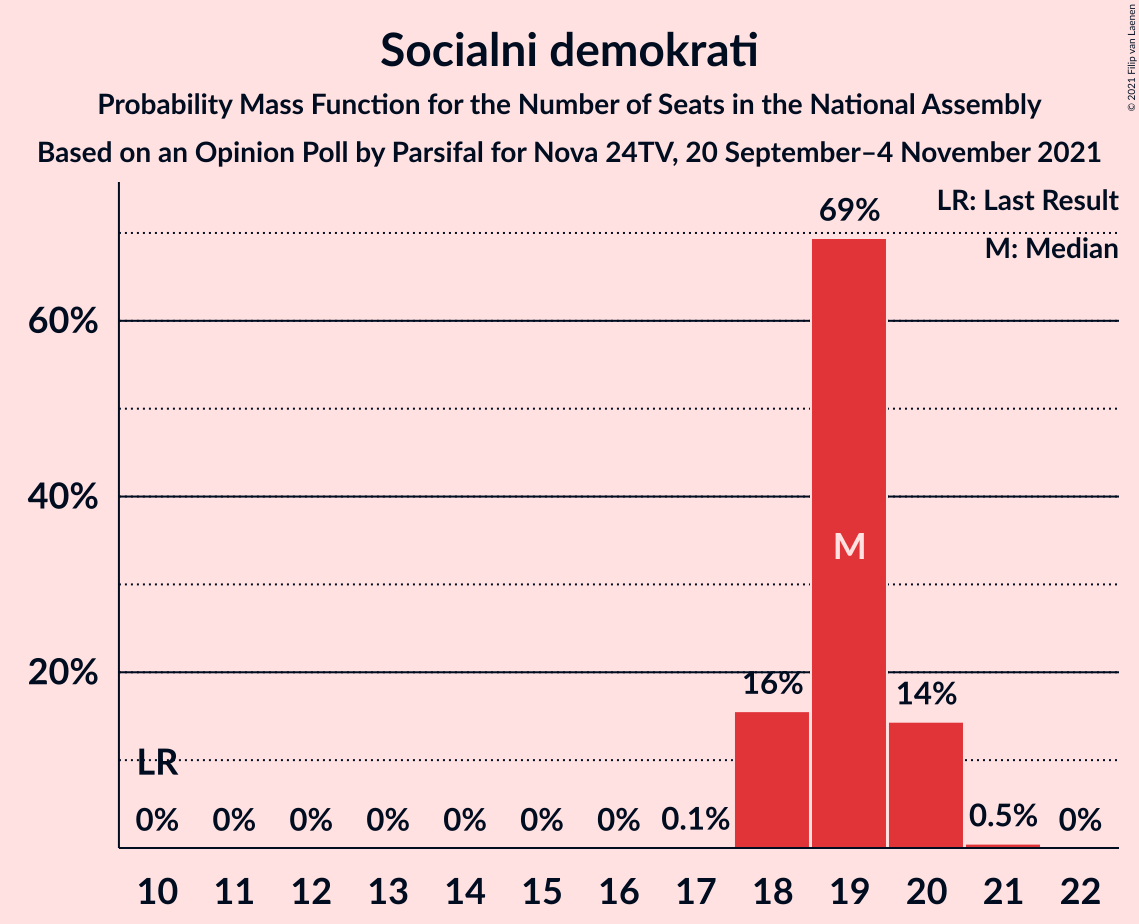 Socialni demokrati
Probability Mass Function for the Number of Seats in the National Assembly
Based on an Opinion Poll by Parsifal for Nova 24TV, 20 September–4 November 2021
© 2021 Filip van Laenen
LR: Last Result
M: Median
69%
60%
40%
M
20%
16%
14%
LR
0% 0% 0% 0% 0% 0% 0% 0.1% 0.5% 0%
10 11 12 13 14 15 16 17 18 19 20 21 22